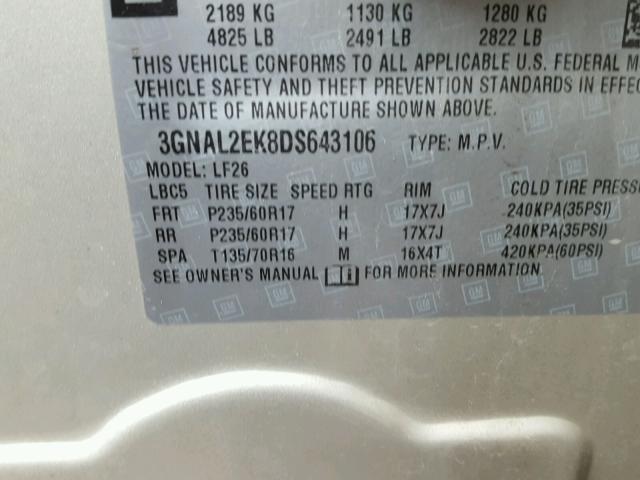 2189 KG 1130 KG 1280 KG
4825 LB 2491 LB 2822 LB
THIS VEHICLE CONFORMS TO ALL APPLICABLE U.S. FEDERAL M
VEHICLE SAFETY AND THEFT PREVENTION STANDARDS IN EFFEC
THE DATE OF MANUFACTURE SHOWN ABOVE.
3GNAL2EK8DS643106 TYPE: M.P.V.
MODEL: LF26
LBC5 TIRE SIZE SPEED RTG RIM COLD TIRE PRESS
FRT P235/60R17 H 17X7J 240KPA(35PSI)
RR P235/60R17 H 17X7J 240KPA(35PSI)
SPA T135/70R16 M 16X4T 420KPA(60PSI)
SEE OWNER'S MANUAL FOR MORE INFORMATION